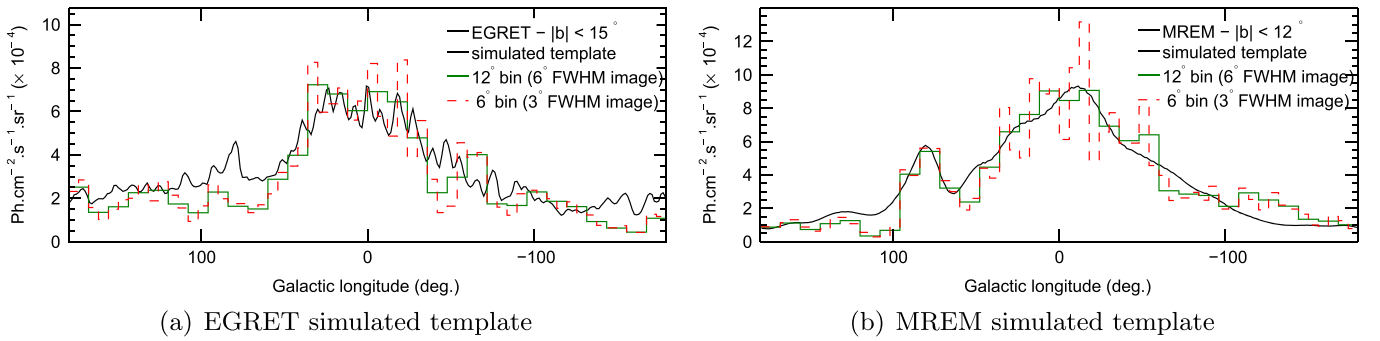 Ph.cm⁻².s⁻¹.sr⁻¹ (× 10⁻⁴)
10
8
6
4
2
0
EGRET − |b| < 15°
simulated template
12° bin (6° FWHM image)
6° bin (3° FWHM image)
100 0 −100
Galactic longitude (deg.)
(a) EGRET simulated template
Ph.cm⁻².s⁻¹.sr⁻¹ (× 10⁻⁴)
12
10
8
6
4
2
0
MREM − |b| < 12°
simulated template
12° bin (6° FWHM image)
6° bin (3° FWHM image)
100 0 −100
Galactic longitude (deg.)
(b) MREM simulated template